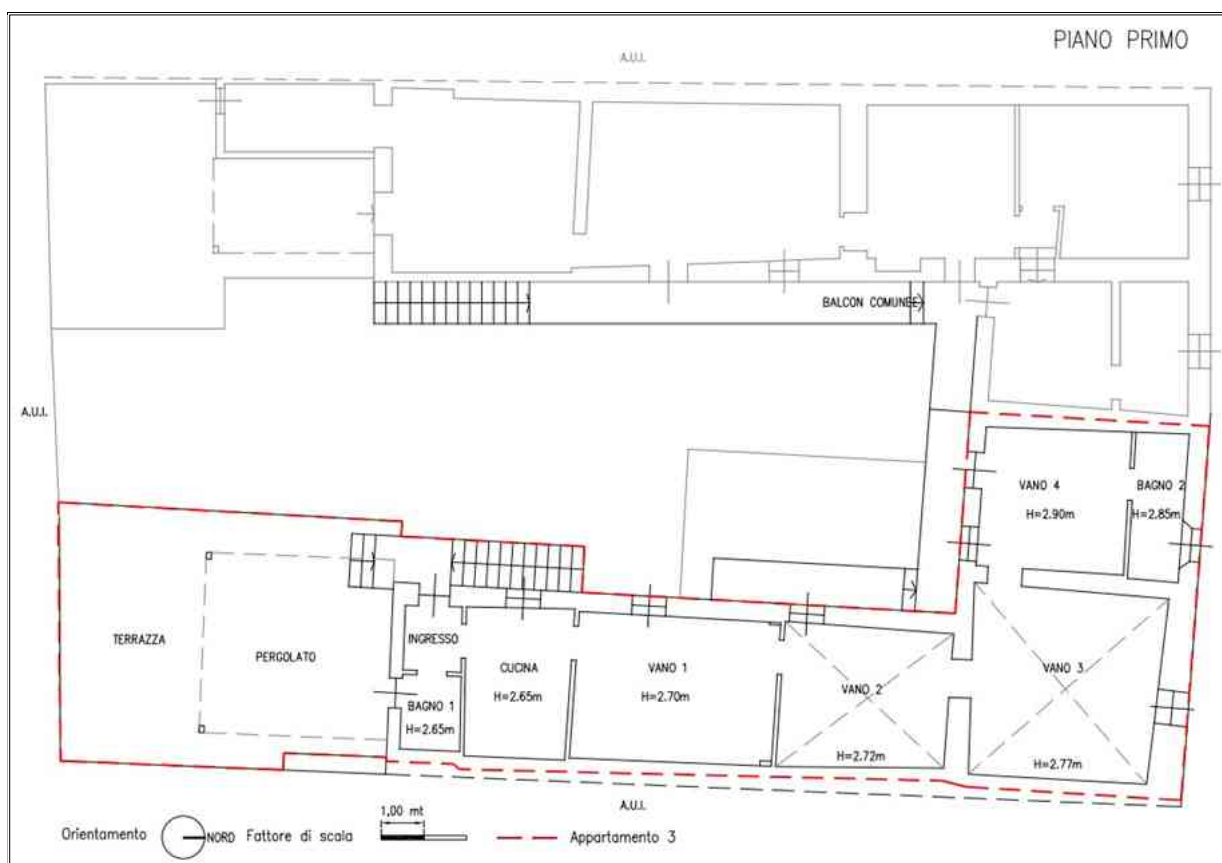 PIANO PRIMO
A.U.I.
BALCON COMUNEE
A.U.I.
VANO 4
H=2.90m
BAGNO 2
H=2.85m
TERRAZZA
PERGOLATO
INGRESSO
BAGNO 1
H=2.65m
CUCINA
H=2.65m
VANO 1
H=2.70m
VANO 2
H=2.72m
VANO 3
H=2.77m
A.U.I.
Orientamento NORD Fattore di scala 1,00 mt Appartamento 3